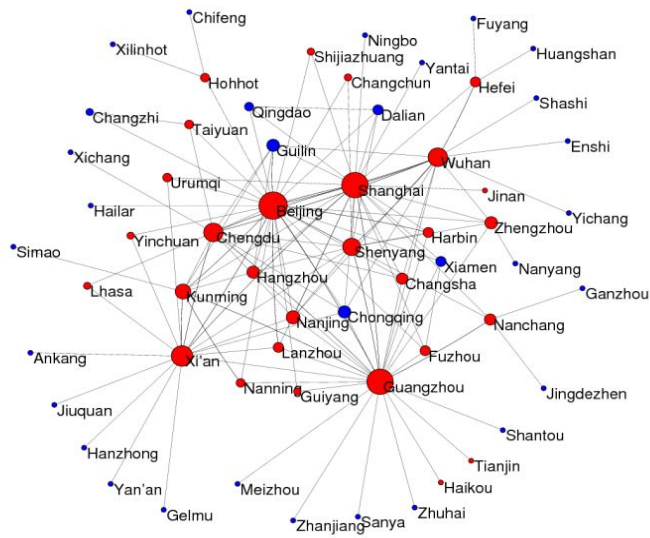 Chifeng
Fuyang
Ningbo
Xilinhot
Shijiazhuang
Huangshan
Yantai
Hohhot
Changchun
Hefei
Shashi
Qingdao
Dalian
Changzhi
Taiyuan
Enshi
Guilin
Wuhan
Xichang
Urumqi
Shanghai
Jinan
Beijing
Yichang
Hailar
Zhengzhou
Chengdu
Harbin
Yinchuan
Shenyang
Simao
Xiamen
Nanyang
Hangzhou
Changsha
Lhasa
Kunming
Ganzhou
Chongqing
Nanjing
Nanchang
Lanzhou
Fuzhou
Ankang
Xi'an
Nanning
Guangzhou
Guiyang
Jingdezhen
Jiuquan
Shantou
Hanzhong
Tianjin
Yan'an
Meizhou
Haikou
Gelmu
Zhuhai
Zhanjiang
Sanya